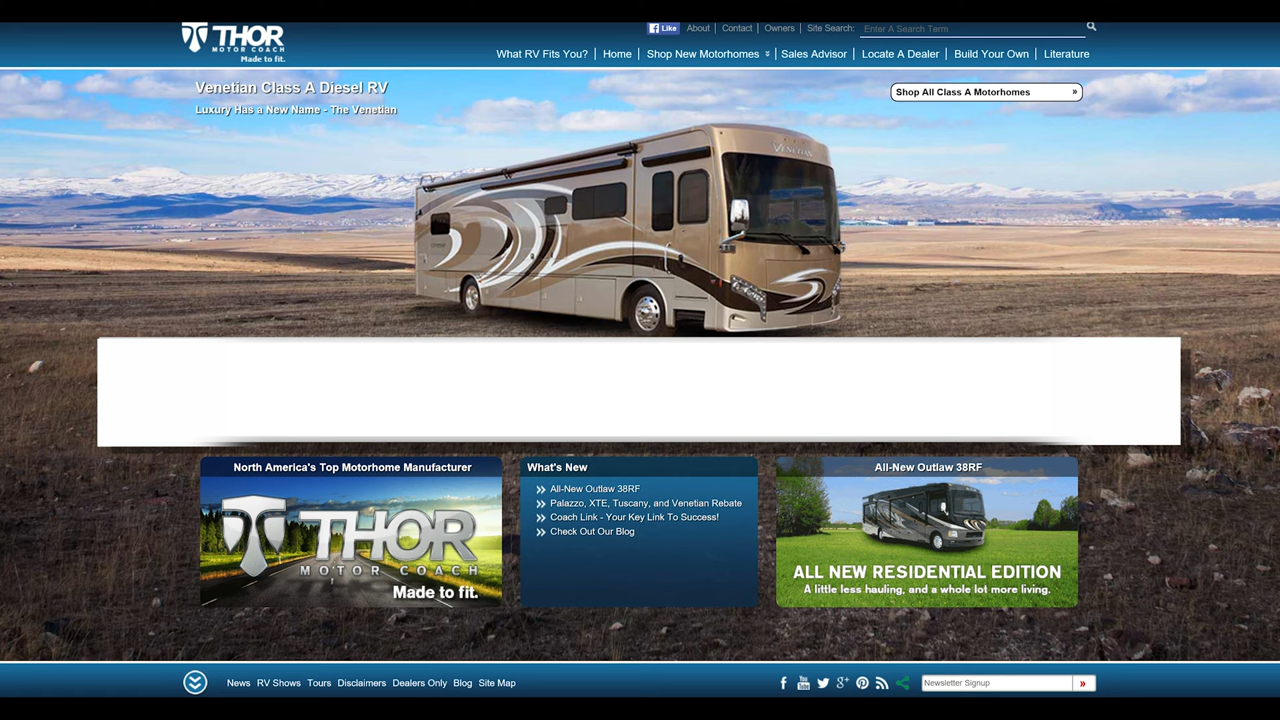 THOR
MOTOR COACH
Made to fit.
Like
About
Contact
Owners
Site Search:
Enter A Search Term
What RV Fits You?
Home
Shop New Motorhomes
Sales Advisor
Locate A Dealer
Build Your Own
Literature
Venetian Class A Diesel RV
Luxury Has a New Name - The Venetian
Shop All Class A Motorhomes »
VENETIAN
North America's Top Motorhome Manufacturer
THOR
MOTOR COACH
Made to fit.
What's New
All-New Outlaw 38RF
Palazzo, XTE, Tuscany, and Venetian Rebate
Coach Link - Your Key Link To Success!
Check Out Our Blog
All-New Outlaw 38RF
ALL NEW RESIDENTIAL EDITION
A little less hauling, and a whole lot more living.
News
RV Shows
Tours
Disclaimers
Dealers Only
Blog
Site Map
Newsletter Signup
»